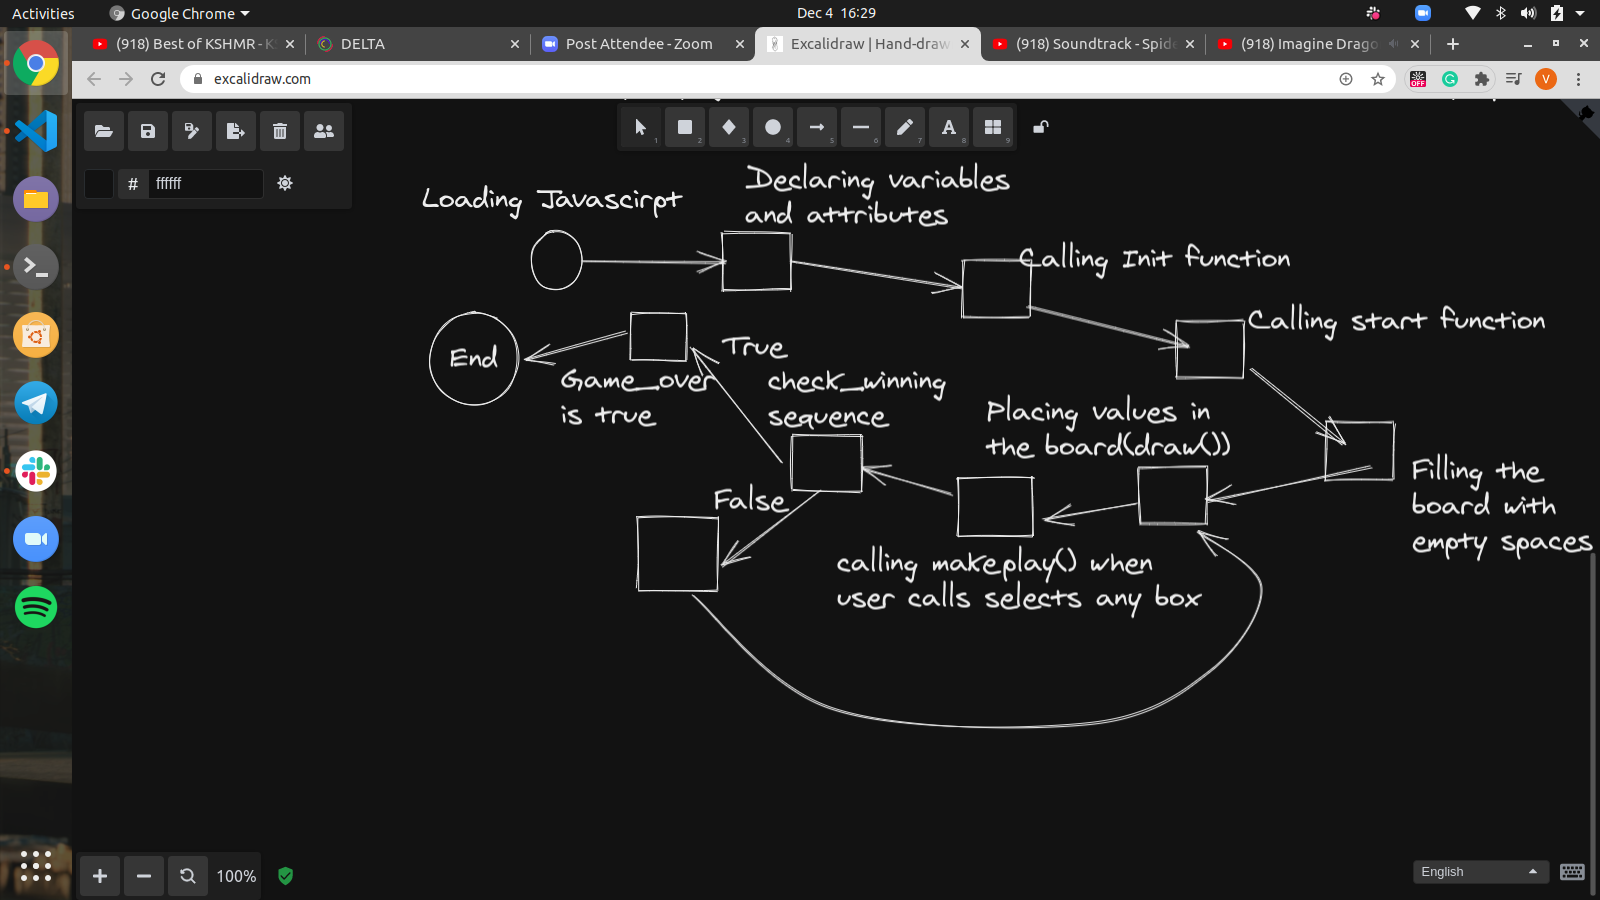 Activities
Google Chrome
Dec 4 16:29
(918) Best of KSHMR - K
DELTA
Post Attendee - Zoom
Excalidraw | Hand-draw
(918) Soundtrack - Spid
(918) Imagine Drago
excalidraw.com
OFF
V
1
2
3
4
5
6
7
A
8
9
#
ffffff
Loading Javascirpt
Declaring variables
and attributes
Calling Init function
Calling start function
End
True
Game_over
is true
check_winning
sequence
Placing values in
the board(draw())
Filling the
board with
empty spaces
False
calling makeplay() when
user calls selects any box
100%
English